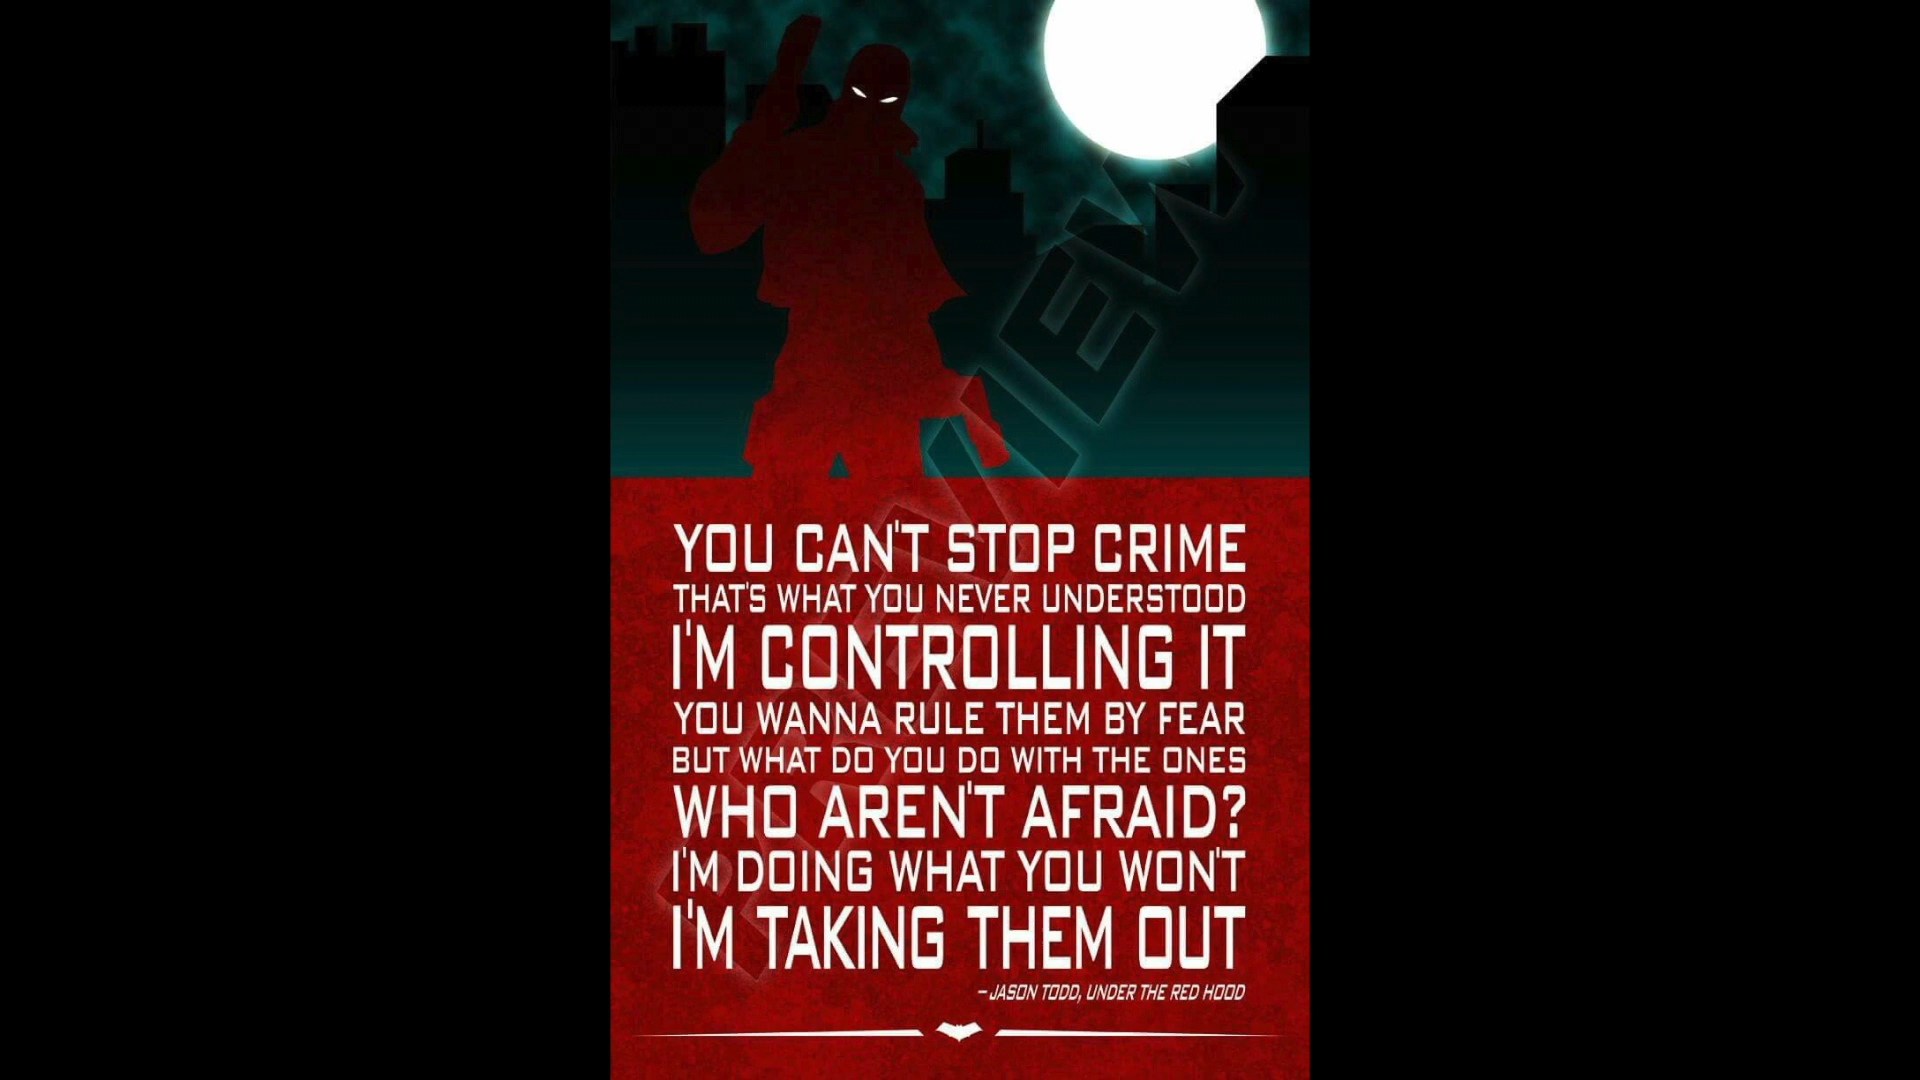 YOU CAN'T STOP CRIME
THAT'S WHAT YOU NEVER UNDERSTOOD
I'M CONTROLLING IT
YOU WANNA RULE THEM BY FEAR
BUT WHAT DO YOU DO WITH THE ONES
WHO AREN'T AFRAID?
I'M DOING WHAT YOU WON'T
I'M TAKING THEM OUT
– JASON TODD, UNDER THE RED HOOD
PREVIEW